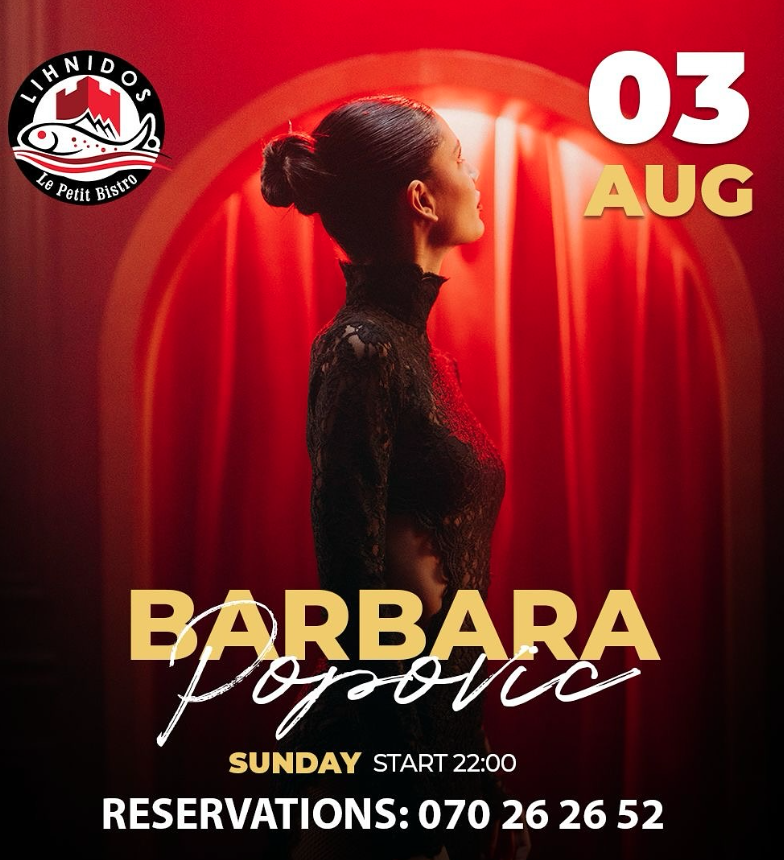 LIHNIDOS
Le Petit Bistro
03
AUG
BARBARA
Popovic
SUNDAY START 22:00
RESERVATIONS: 070 26 26 52